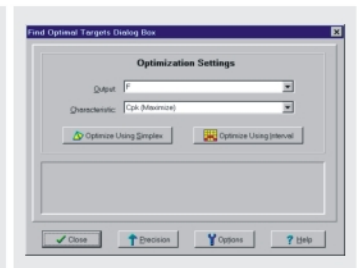 Find Optimal Targets Dialog Box
Optimization Settings
Output: F
Characteristic: Cpk (Maximize)
Optimize Using Simplex
Optimize Using Interval
Close
Precision
Options
Help